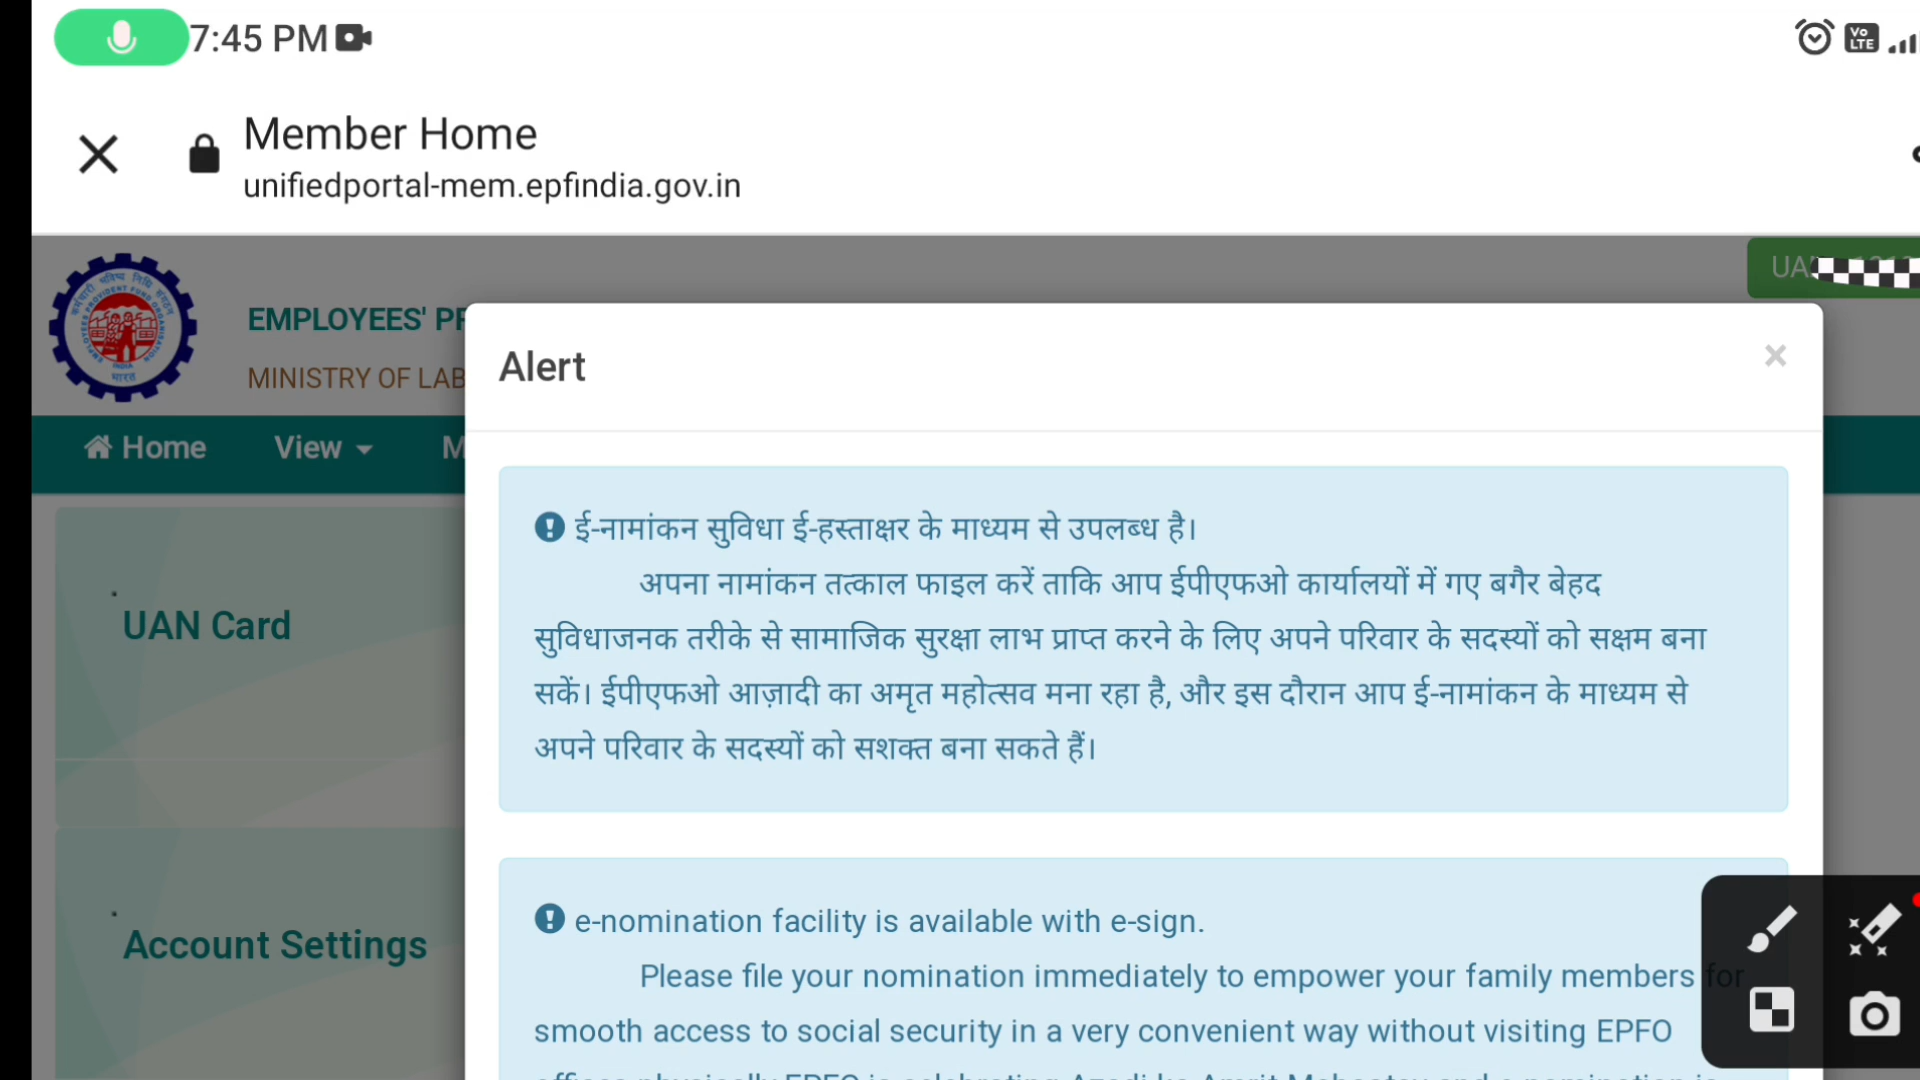 7:45 PM
Vo LTE
Member Home
unifiedportal-mem.epfindia.gov.in
UA
EMPLOYEES' PR
MINISTRY OF LAB
Home View M
Alert ×
ई-नामांकन सुविधा ई-हस्ताक्षर के माध्यम से उपलब्ध है।
अपना नामांकन तत्काल फाइल करें ताकि आप ईपीएफओ कार्यालयों में गए बगैर बेहद
सुविधाजनक तरीके से सामाजिक सुरक्षा लाभ प्राप्त करने के लिए अपने परिवार के सदस्यों को सक्षम बना
सकें। ईपीएफओ आज़ादी का अमृत महोत्सव मना रहा है, और इस दौरान आप ई-नामांकन के माध्यम से
अपने परिवार के सदस्यों को सशक्त बना सकते हैं।
UAN Card
Account Settings
e-nomination facility is available with e-sign.
Please file your nomination immediately to empower your family members for
smooth access to social security in a very convenient way without visiting EPFO